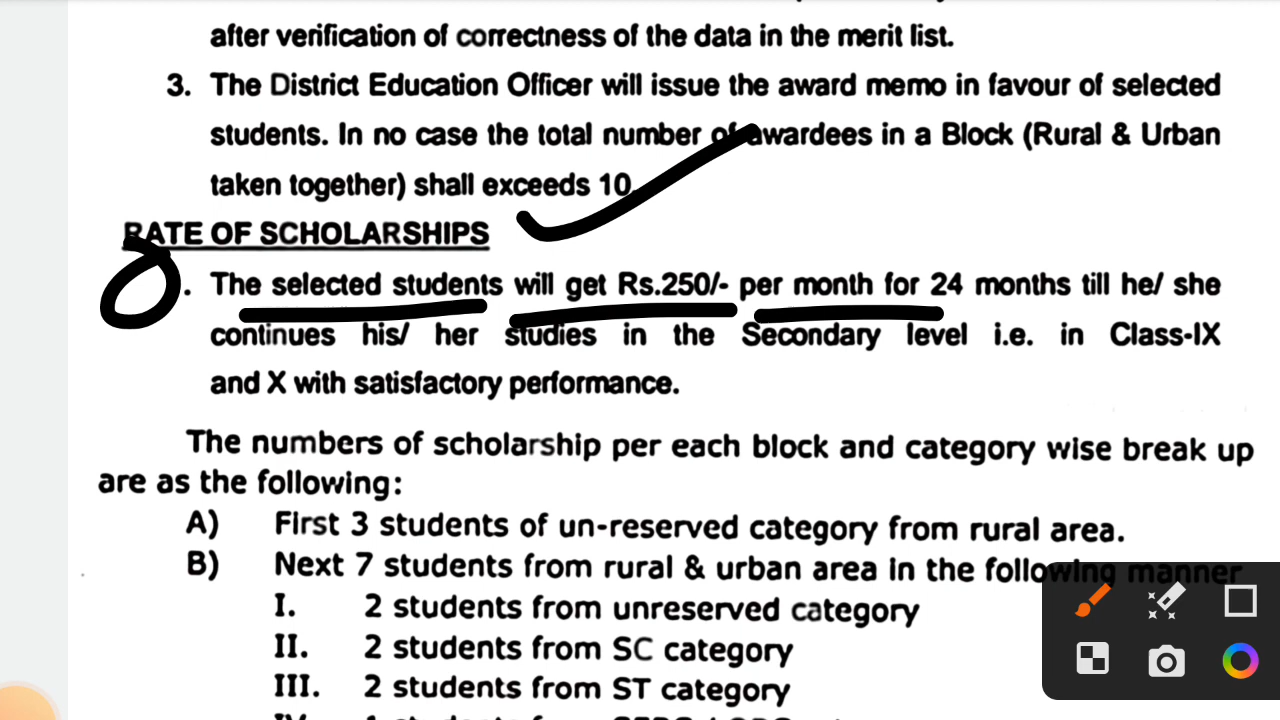 after verification of correctness of the data in the merit list.
3. The District Education Officer will issue the award memo in favour of selected
students. In no case the total number of awardees in a Block (Rural & Urban
taken together) shall exceeds 10.
RATE OF SCHOLARSHIPS
. The selected students will get Rs.250/- per month for 24 months till he/ she
continues his/ her studies in the Secondary level i.e. in Class-IX
and X with satisfactory performance.
The numbers of scholarship per each block and category wise break up
are as the following:
A) First 3 students of un-reserved category from rural area.
B) Next 7 students from rural & urban area in the following manner
I. 2 students from unreserved category
II. 2 students from SC category
III. 2 students from ST category